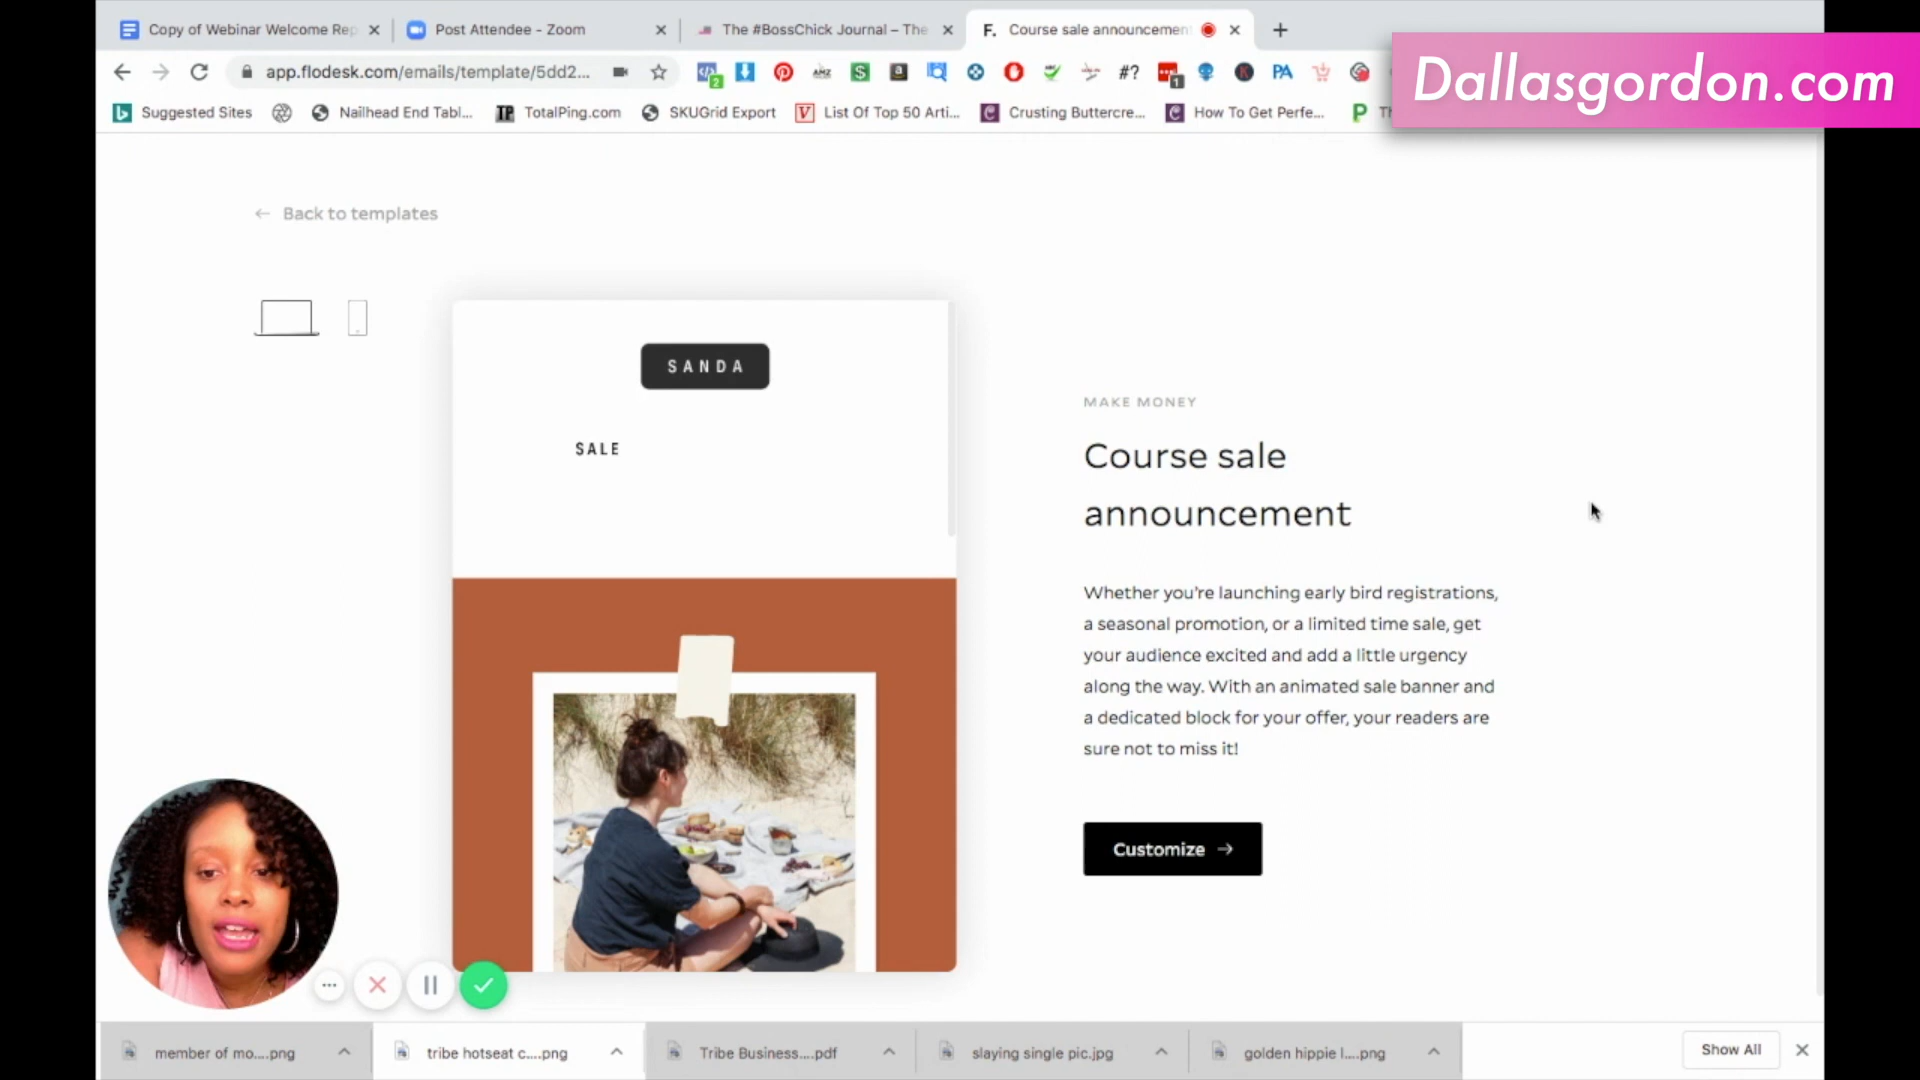 Copy of Webinar Welcome Rep
Post Attendee - Zoom
The #BossChick Journal – The
F. Course sale announcement
Dallasgordon.com
app.flodesk.com/emails/template/5dd2...
2
#?
1
PA
Suggested Sites
Nailhead End Tabl...
TotalPing.com
SKUGrid Export
List Of Top 50 Arti...
Crusting Buttercre...
How To Get Perfe...
← Back to templates
SANDA
SALE
MAKE MONEY
Course sale
announcement
Whether you're launching early bird registrations,
a seasonal promotion, or a limited time sale, get
your audience excited and add a little urgency
along the way. With an animated sale banner and
a dedicated block for your offer, your readers are
sure not to miss it!
Customize →
member of mo....png
tribe hotseat c....png
Tribe Business....pdf
slaying single pic.jpg
golden hippie l....png
Show All